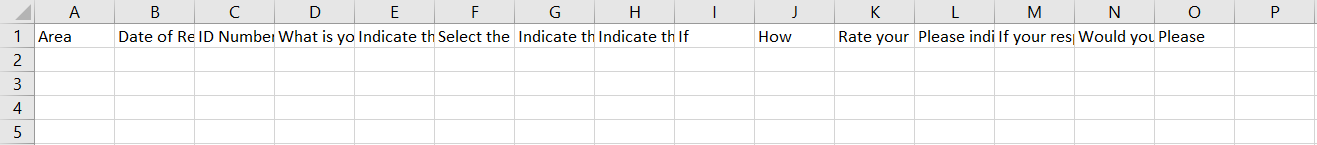 A B C D E F G H I J K L M N O P
1 Area Date of Re ID Number What is yo Indicate th Select the Indicate th Indicate th If How Rate your Please indi If your res Would you Please
2
3
4
5